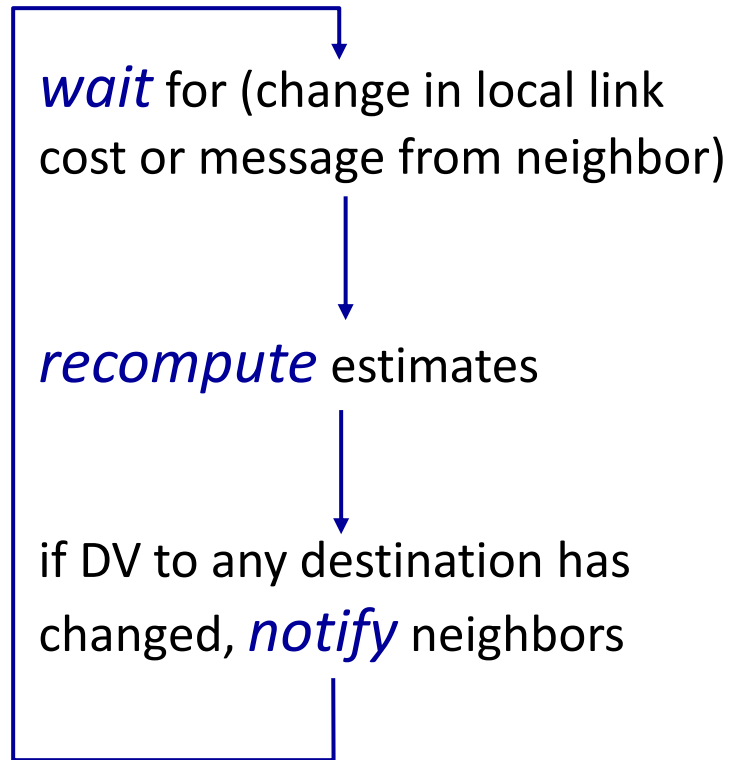 wait for (change in local link
cost or message from neighbor)
recompute estimates
if DV to any destination has
changed, notify neighbors